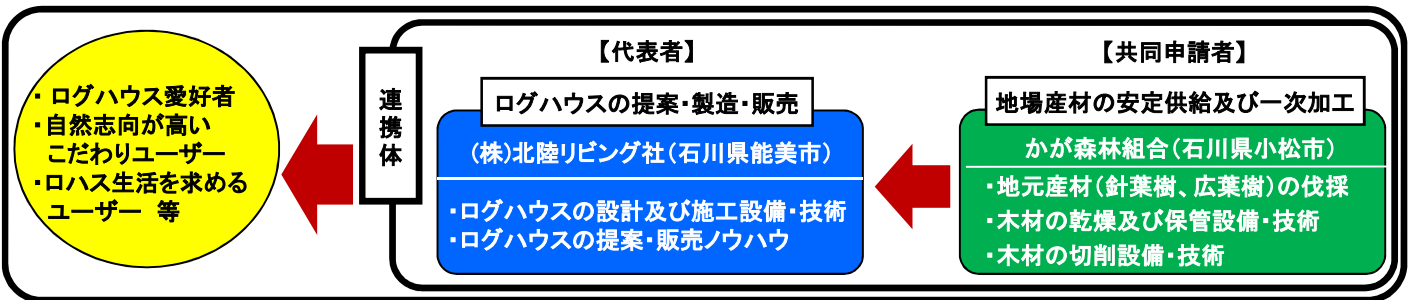 ・ログハウス愛好者
・自然志向が高い
こだわりユーザー
・ロハス生活を求める
ユーザー 等
連携体
【代表者】
ログハウスの提案・製造・販売
(株)北陸リビング社(石川県能美市)
・ログハウスの設計及び施工設備・技術
・ログハウスの提案・販売ノウハウ
【共同申請者】
地場産材の安定供給及び一次加工
かが森林組合(石川県小松市)
・地元産材(針葉樹、広葉樹)の伐採
・木材の乾燥及び保管設備・技術
・木材の切削設備・技術